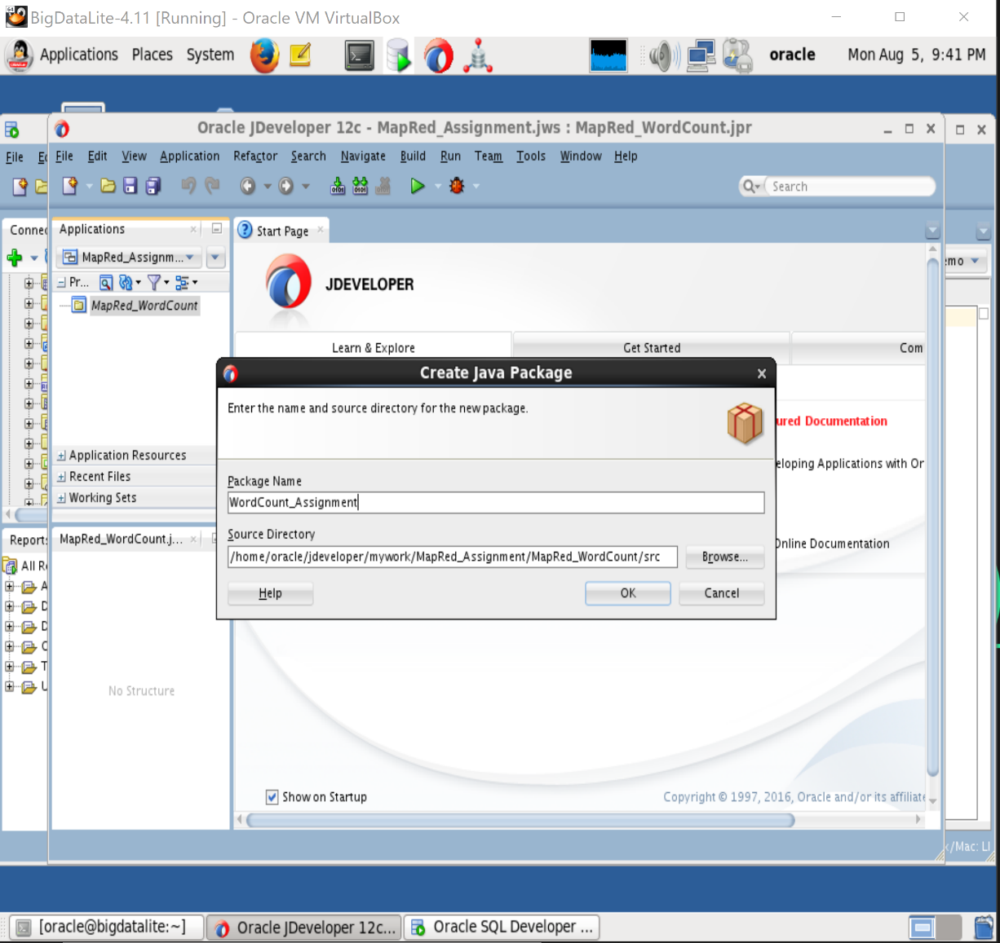 BigDataLite-4.11 [Running] - Oracle VM VirtualBox
Applications Places System oracle Mon Aug 5, 9:41 PM
Oracle JDeveloper 12c - MapRed_Assignment.jws : MapRed_WordCount.jpr
File
File Edit View Application Refactor Search Navigate Build Run Team Tools Window Help
Search
Connec
Applications
Start Page
MapRed_Assignm...
Pr...
MapRed_WordCount
JDEVELOPER
emo
Learn & Explore
Get Started
Com
Create Java Package
Enter the name and source directory for the new package.
ured Documentation
eloping Applications with Or
Application Resources
Recent Files
Working Sets
Package Name
WordCount_Assignment
Source Directory
/home/oracle/jdeveloper/mywork/MapRed_Assignment/MapRed_WordCount/src
Browse...
Help
OK
Cancel
Online Documentation
Reports
MapRed_WordCount.j...
All R
A
D
D
C
T
U
No Structure
Show on Startup
Copyright © 1997, 2016, Oracle and/or its affiliate
x/Mac: LI
[oracle@bigdatalite:~]
Oracle JDeveloper 12c...
Oracle SQL Developer ...